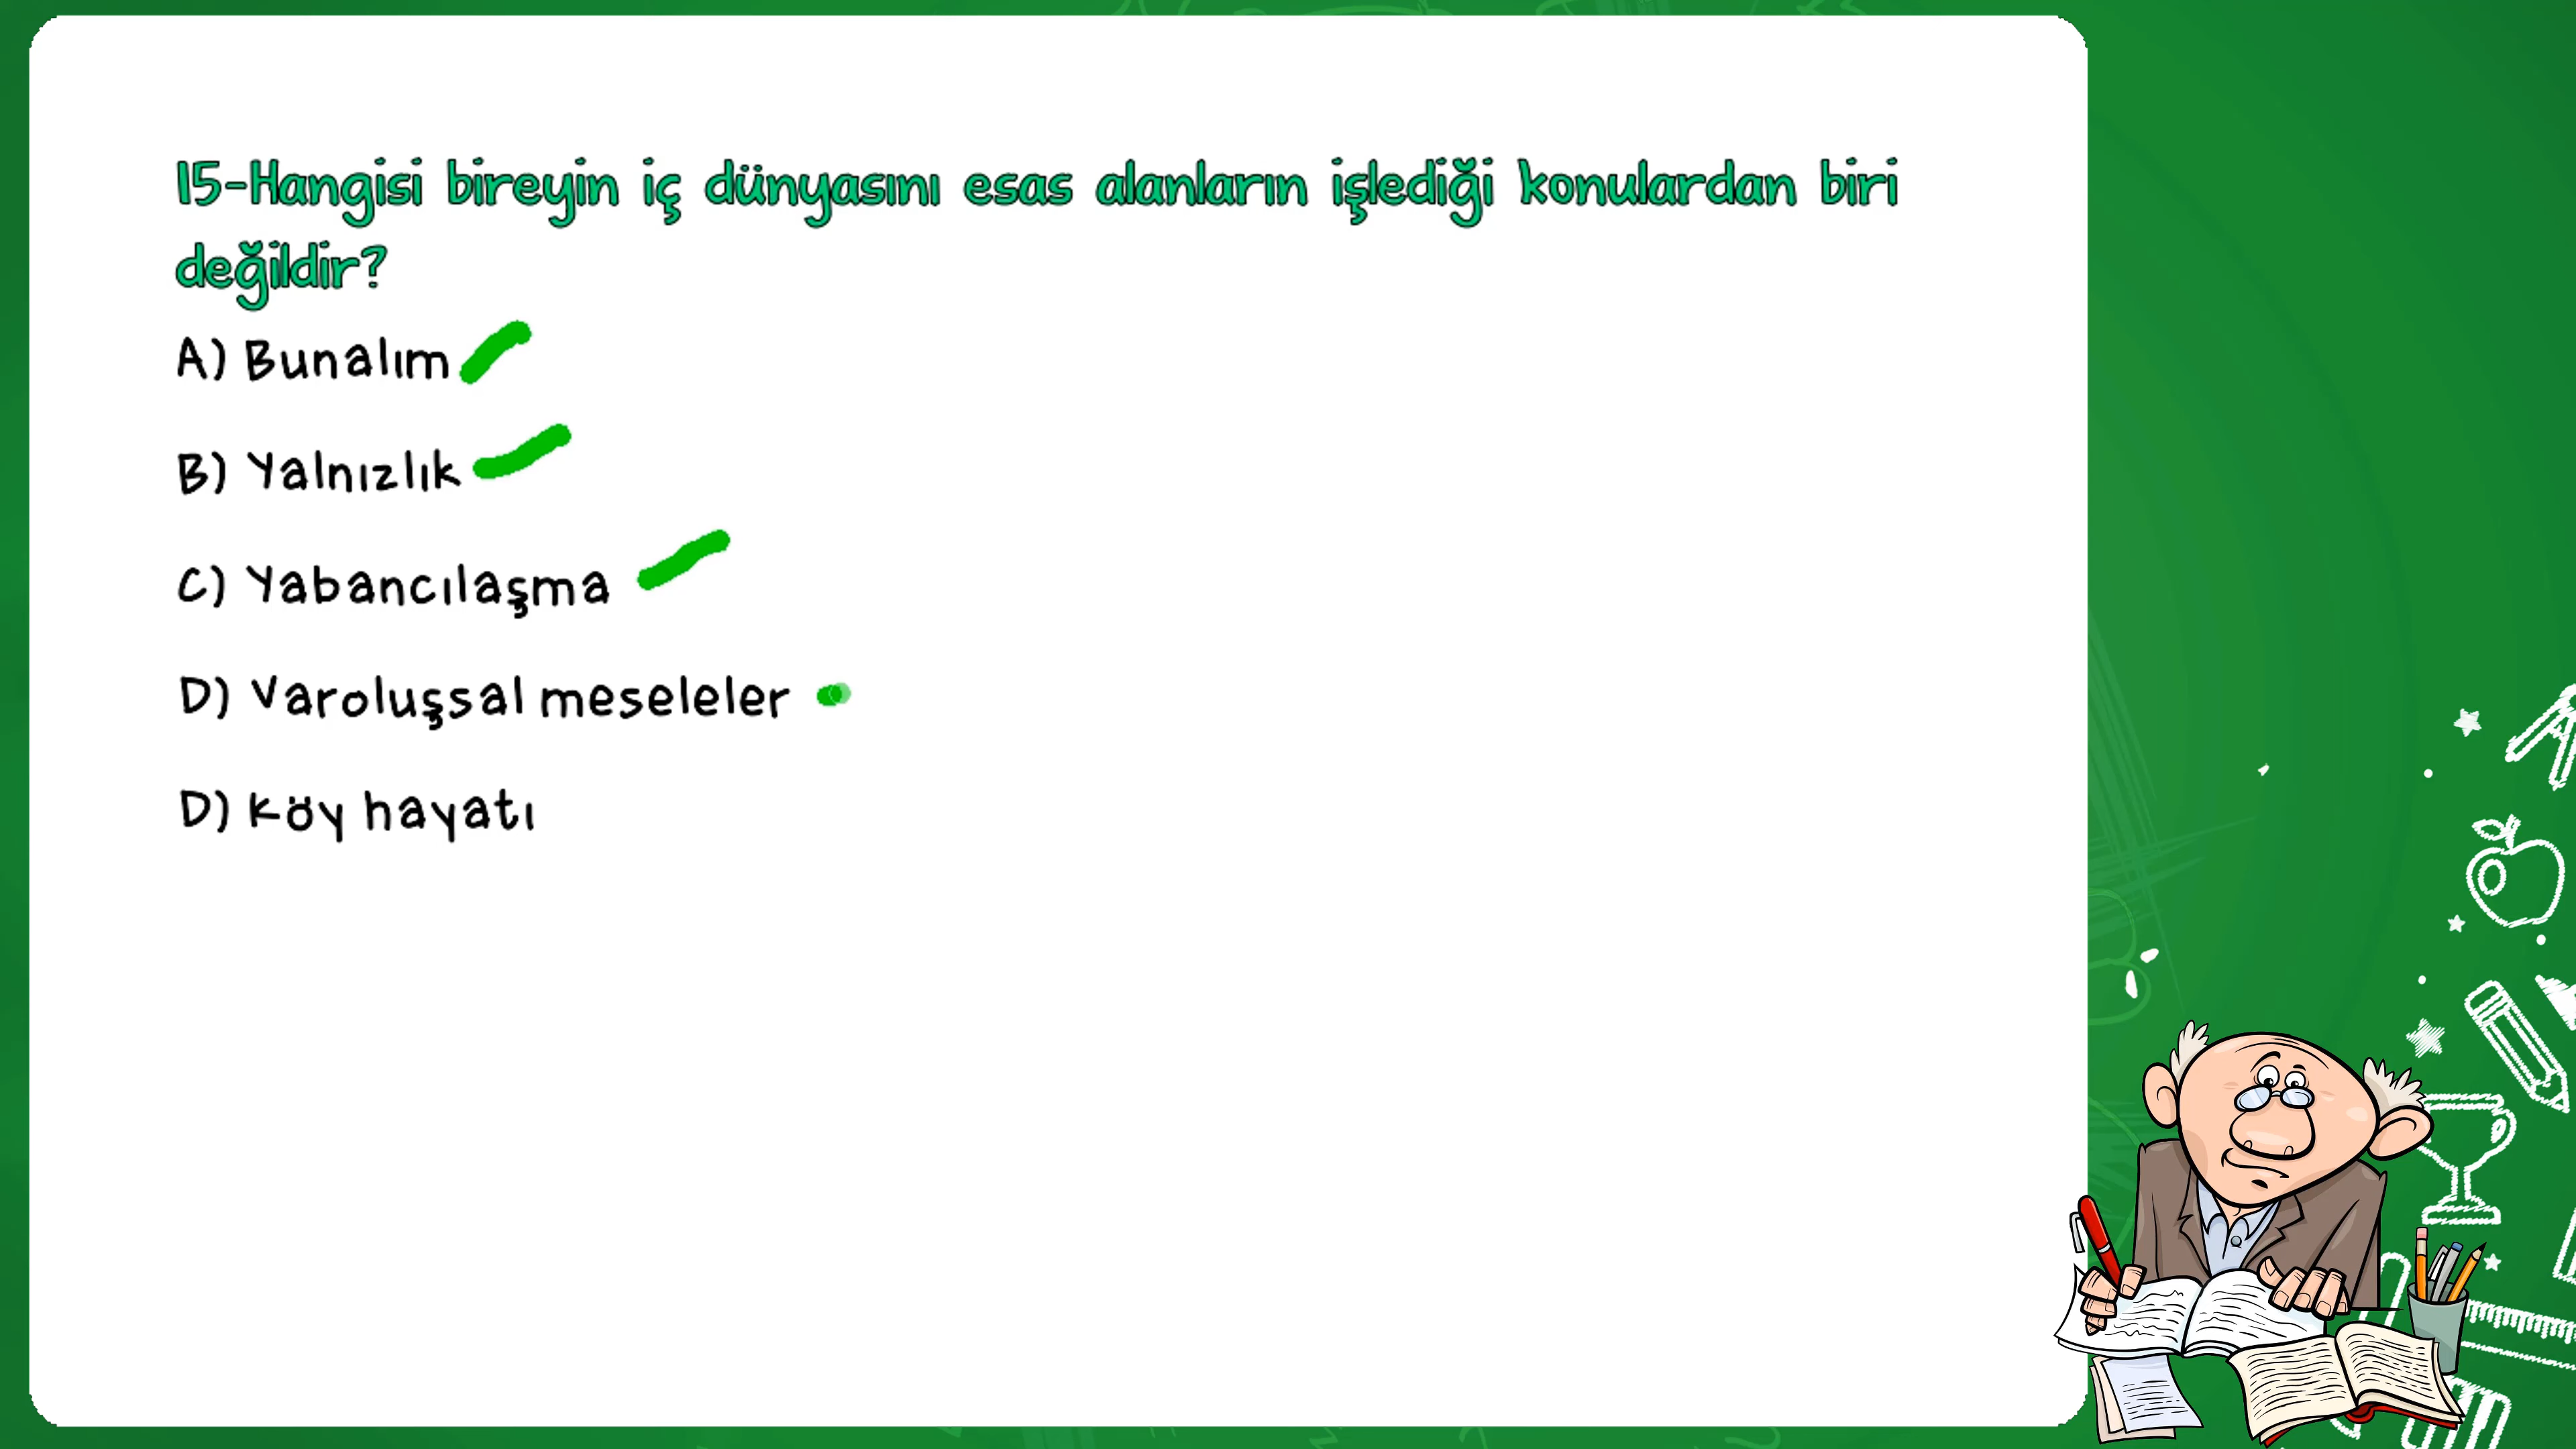 15-Hangisi bireyin iç dünyasını esas alanların işlediği konulardan biri
değildir?
A) Bunalım
B) Yalnızlık
C) Yabancılaşma
D) Varoluşsal meseleler
D) Köy hayatı